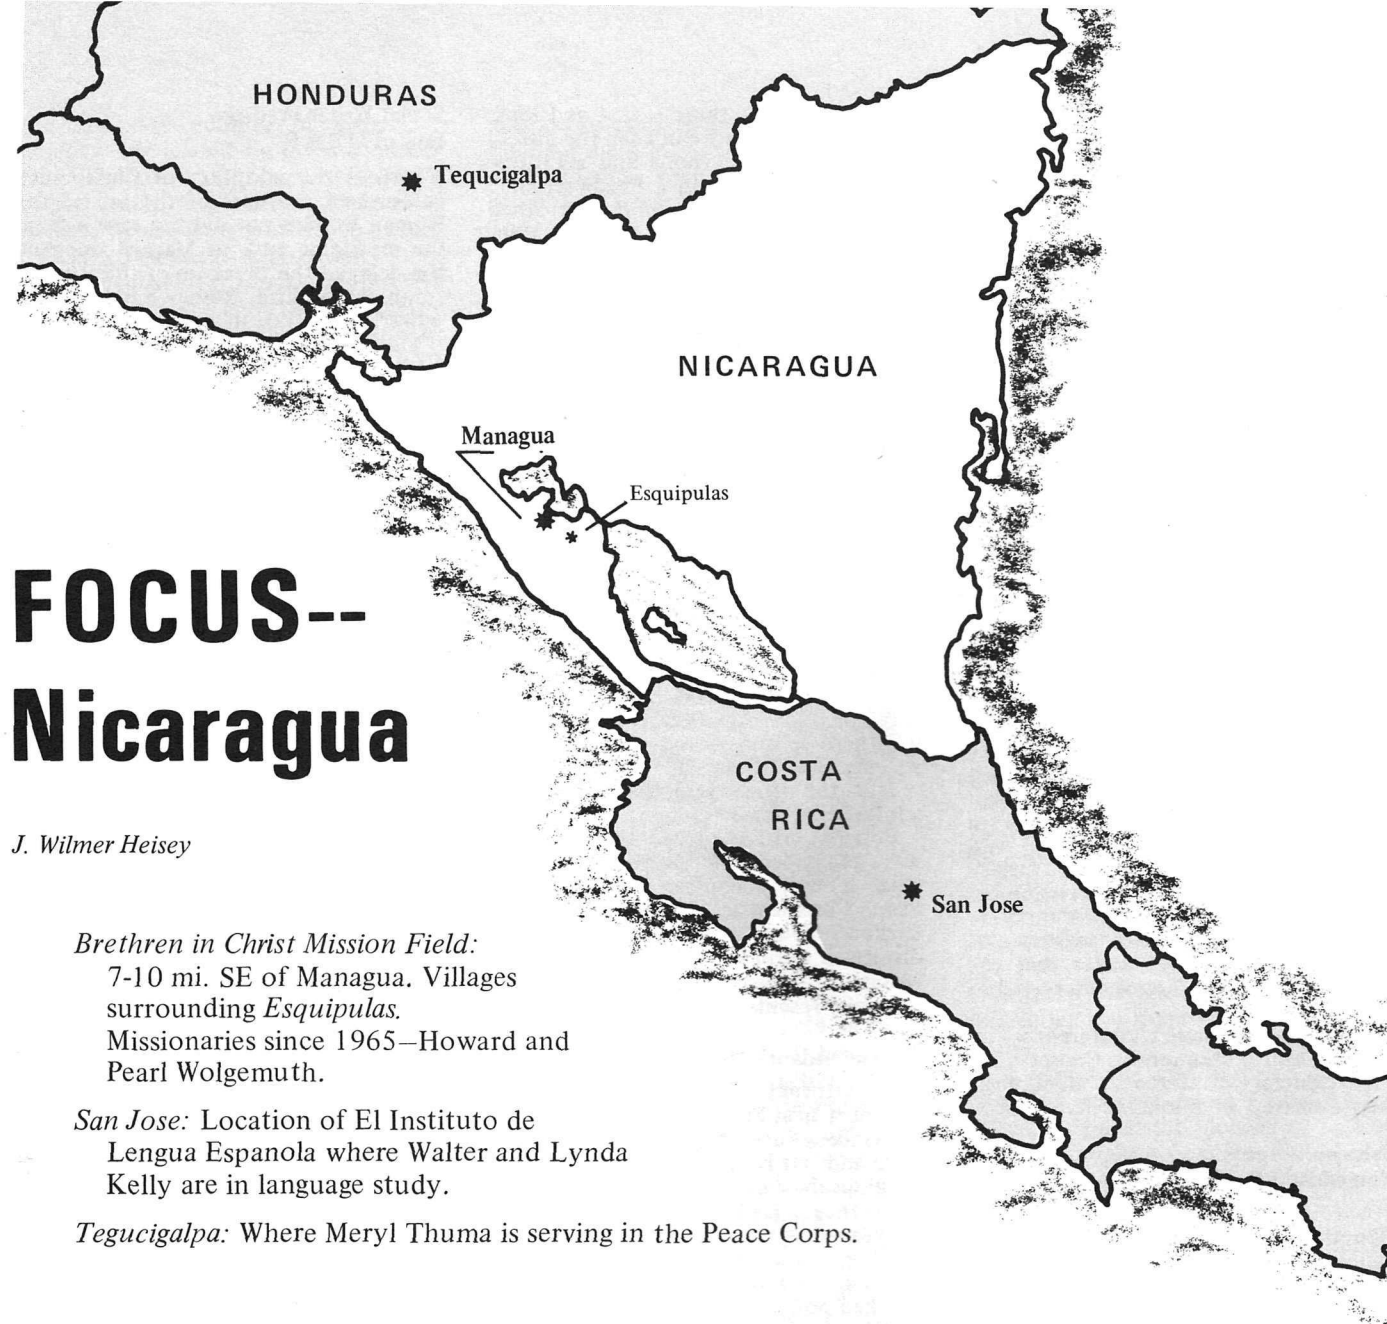 HONDURAS
Tequcigalpa
NICARAGUA
Managua
Esquipulas
FOCUS--
Nicaragua
COSTA
RICA
J. Wilmer Heisey
San Jose
Brethren in Christ Mission Field:
7-10 mi. SE of Managua. Villages
surrounding Esquipulas.
Missionaries since 1965—Howard and
Pearl Wolgemuth.
San Jose: Location of El Instituto de
Lengua Espanola where Walter and Lynda
Kelly are in language study.
Tegucigalpa: Where Meryl Thuma is serving in the Peace Corps.